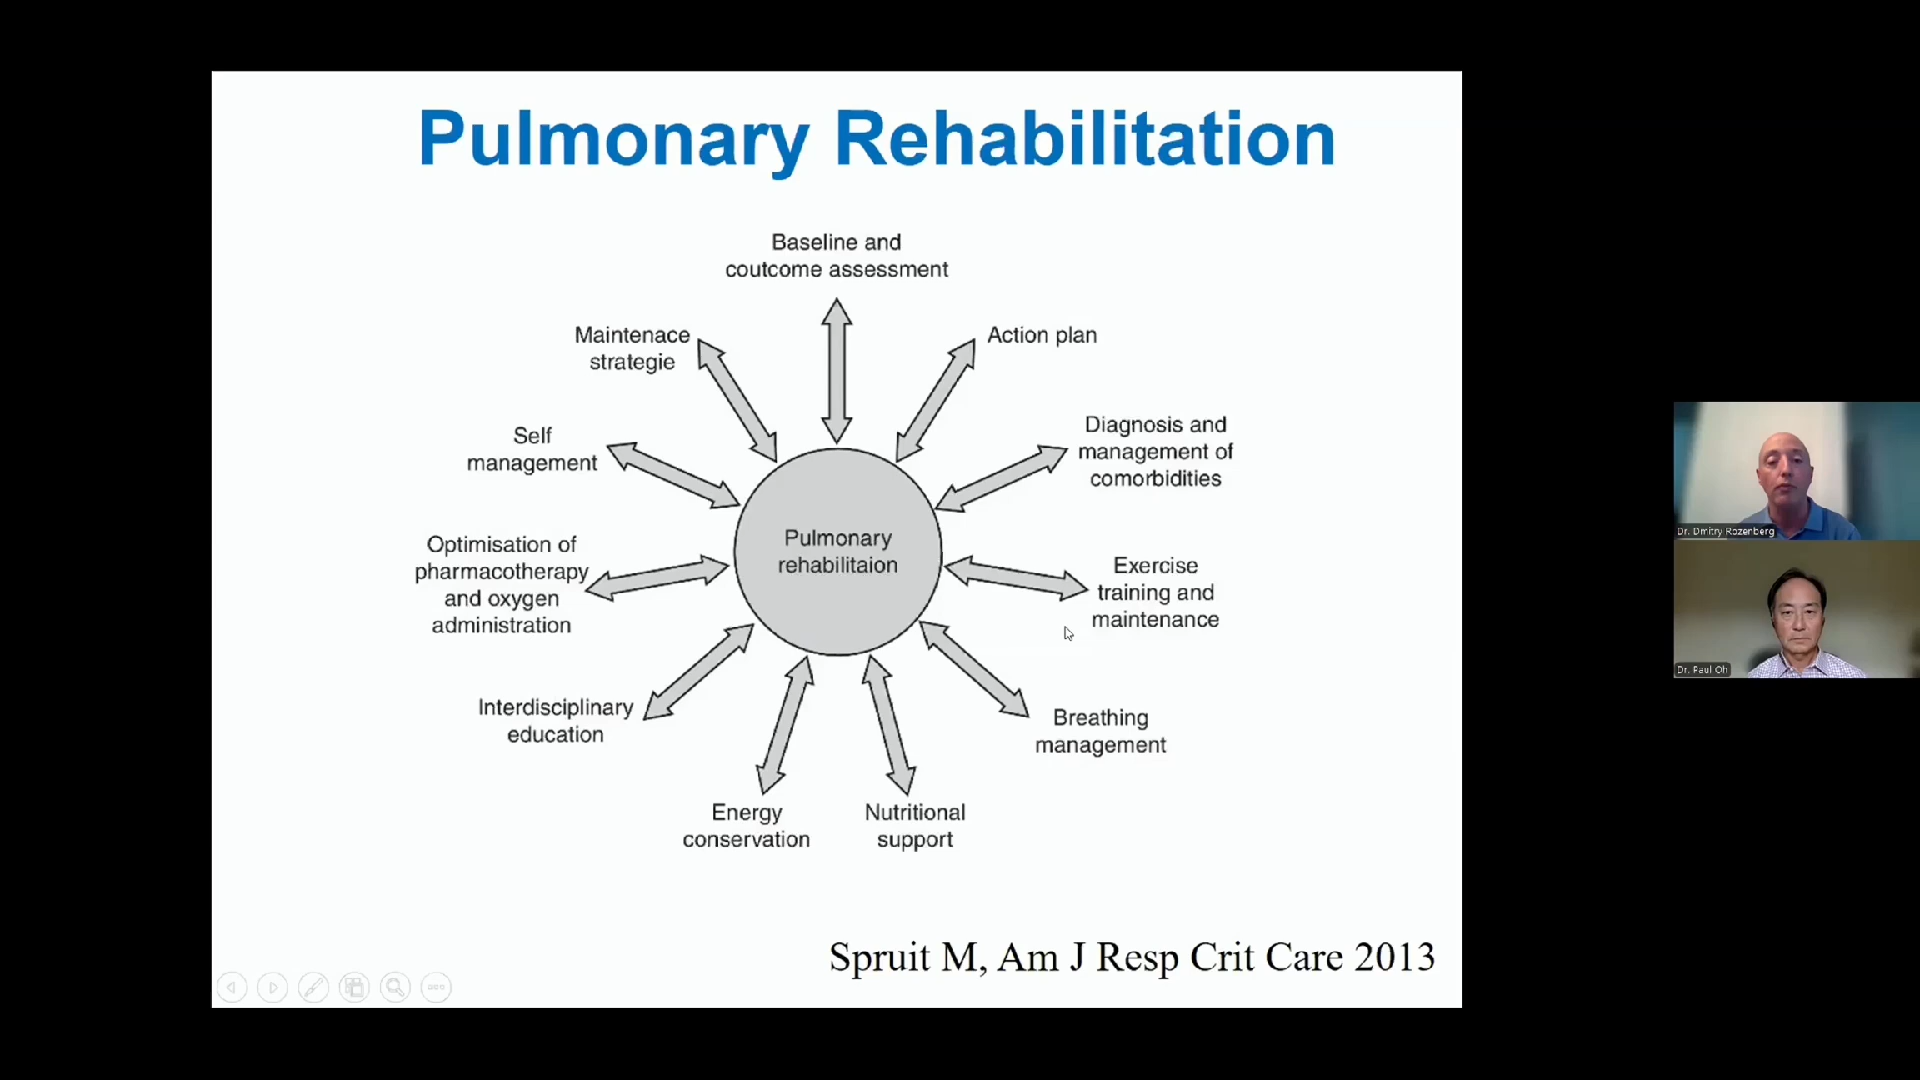 Pulmonary Rehabilitation
Baseline and
coutcome assessment
Maintenace
strategie
Action plan
Self
management
Diagnosis and
management of
comorbidities
Optimisation of
pharmacotherapy
and oxygen
administration
Pulmonary
rehabilitaion
Exercise
training and
maintenance
Interdisciplinary
education
Breathing
management
Energy
conservation
Nutritional
support
Spruit M, Am J Resp Crit Care 2013
Dr. Dmitry Rozenberg
Dr. Paul Oh